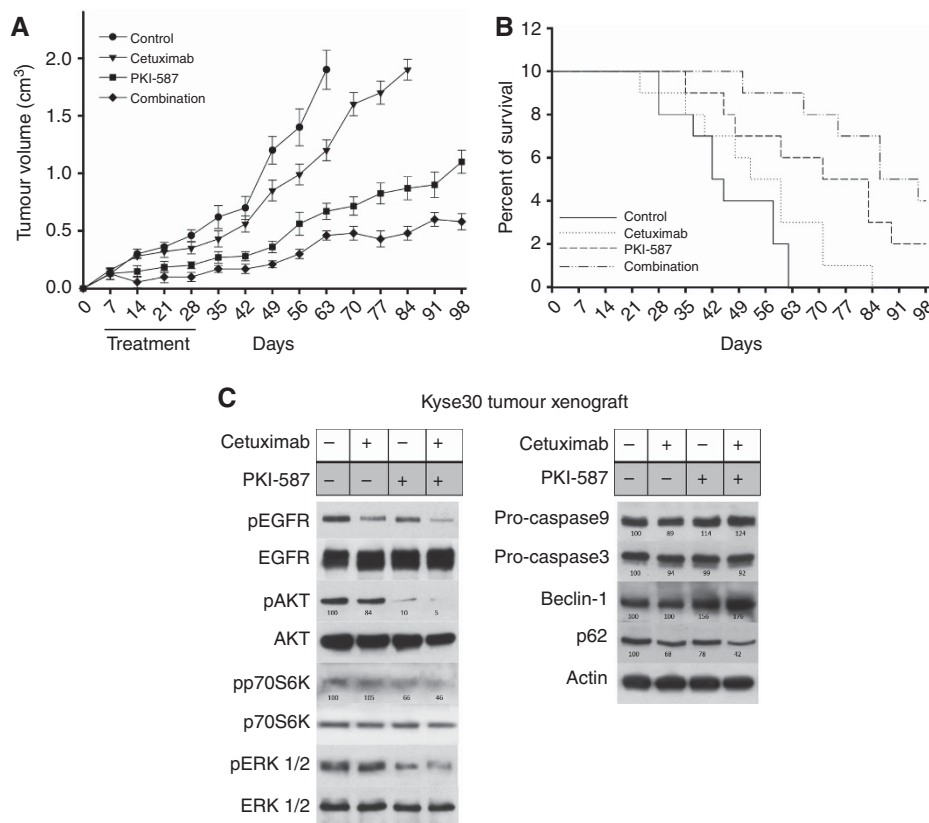 A
Control
Cetuximab
PKI-587
Combination
Tumour volume (cm3)
2.0
1.5
1.0
0.5
0.0
0 7 14 21 28 35 42 49 56 63 70 77 84 91 98
Treatment
Days
B
Percent of survival
12
10
8
6
4
2
0
Control
Cetuximab
PKI-587
Combination
0 7 14 21 28 35 42 49 56 63 70 77 84 91 98
Days
C
Kyse30 tumour xenograft
Cetuximab − + − +
PKI-587 − − + +
pEGFR
EGFR
pAKT
100 84 10 5
AKT
pp70S6K
100 105 66 46
p70S6K
pERK 1/2
ERK 1/2
Cetuximab − + − +
PKI-587 − − + +
Pro-caspase9
100 89 114 124
Pro-caspase3
100 94 99 92
Beclin-1
100 100 156 176
p62
100 68 78 42
Actin